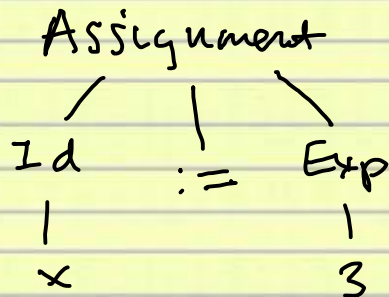 Assignment
Id := Exp
x 3